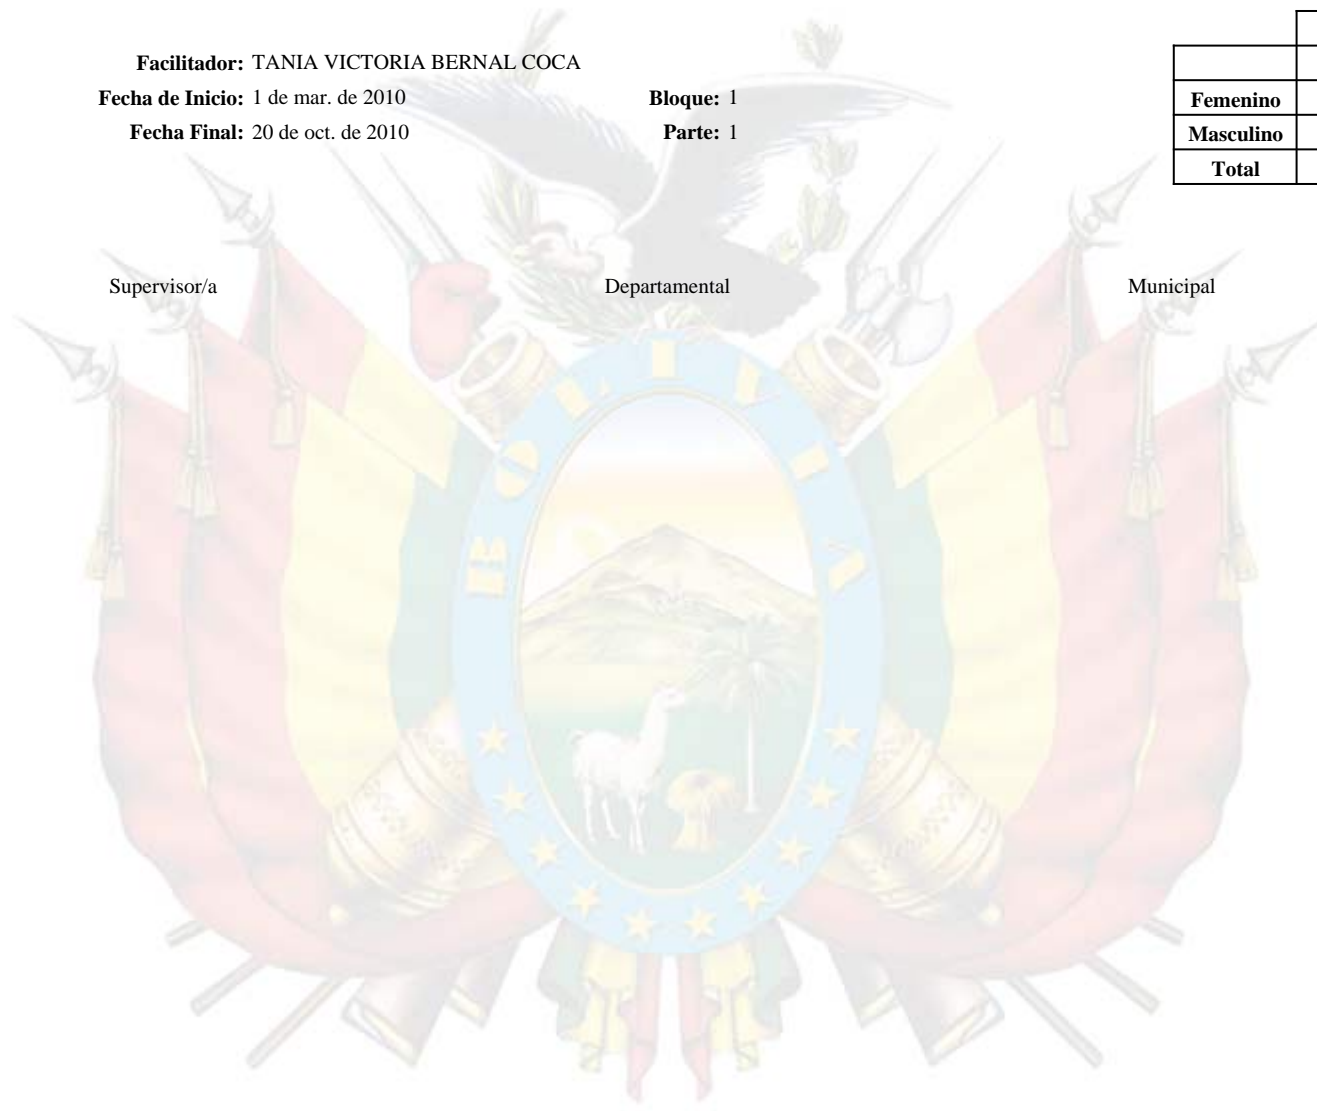 Facilitador: TANIA VICTORIA BERNAL COCA
Fecha de Inicio: 1 de mar. de 2010 Bloque: 1
Fecha Final: 20 de oct. de 2010 Parte: 1
Femenino
Masculino
Total
Supervisor/a Departamental Municipal
BOLIVIA